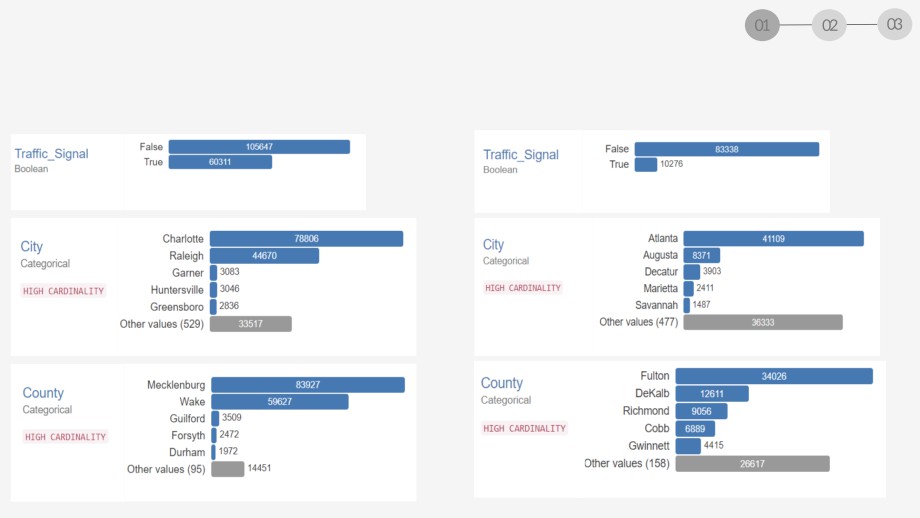 01 02 03
Traffic_Signal
Boolean
False 105647
True 60311
City
Categorical
HIGH CARDINALITY
Charlotte 78806
Raleigh 44670
Garner 3083
Huntersville 3046
Greensboro 2836
Other values (529) 33517
County
Categorical
HIGH CARDINALITY
Mecklenburg 83927
Wake 59627
Guilford 3509
Forsyth 2472
Durham 1972
Other values (95) 14451
Traffic_Signal
Boolean
False 83338
True 10276
City
Categorical
HIGH CARDINALITY
Atlanta 41109
Augusta 8371
Decatur 3903
Marietta 2411
Savannah 1487
Other values (477) 36333
County
Categorical
HIGH CARDINALITY
Fulton 34026
DeKalb 12611
Richmond 9056
Cobb 6889
Gwinnett 4415
Other values (158) 26617